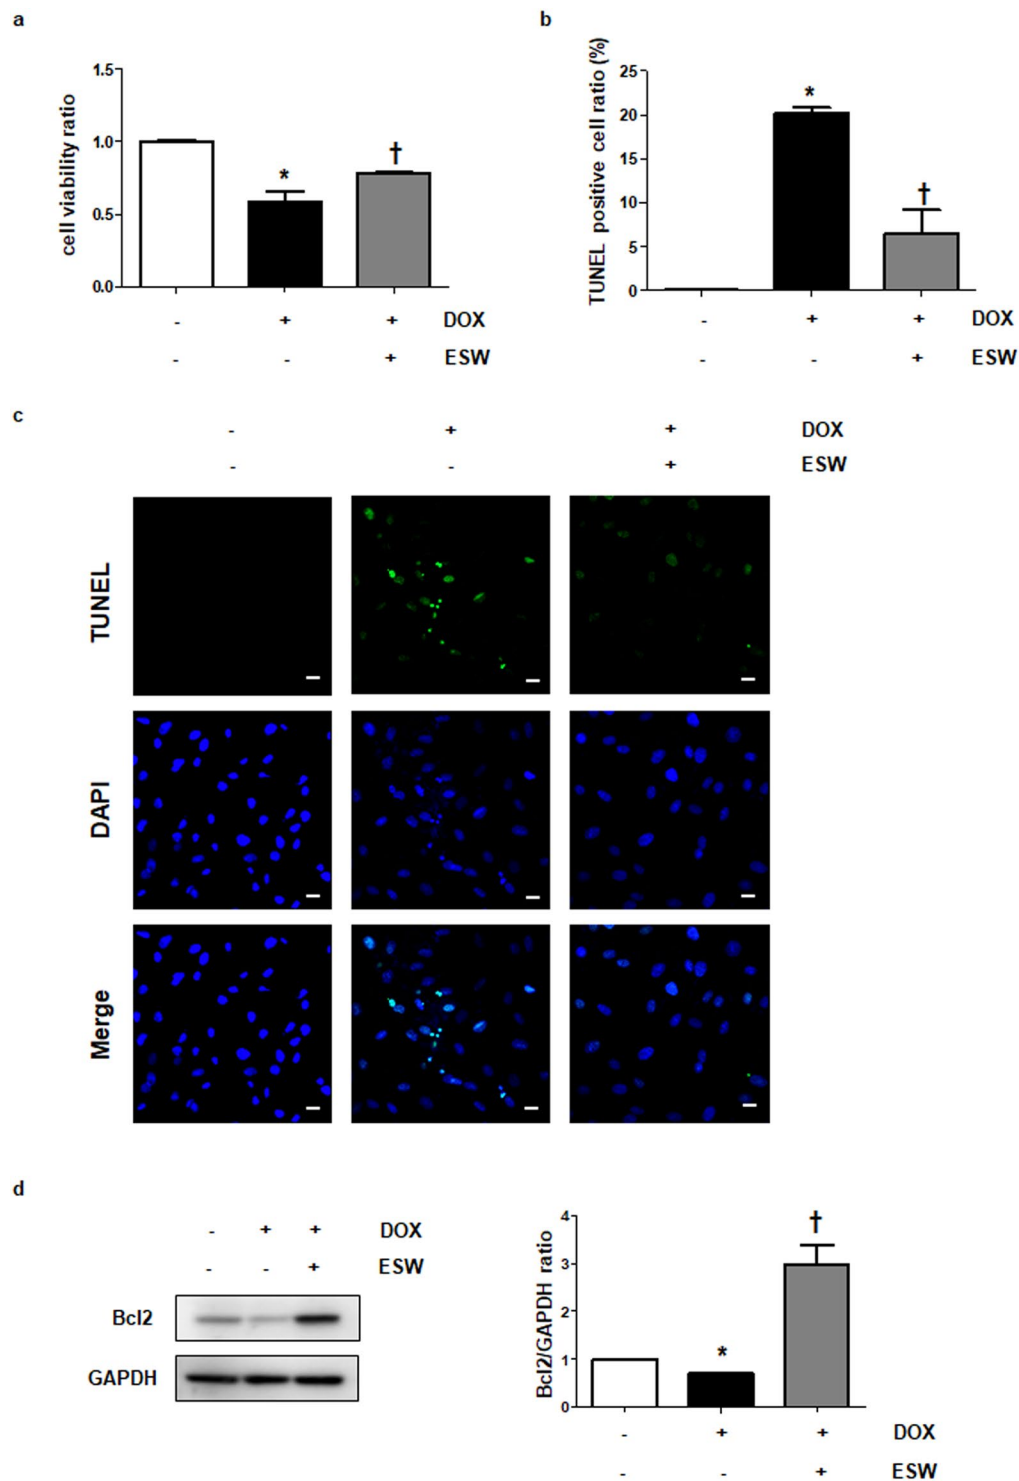 a
cell viability ratio
1.5
1.0
0.5
0.0
*
†
- + + DOX
- - + ESW
b
TUNEL positive cell ratio (%)
25
20
15
10
5
0
*
†
- + + DOX
- - + ESW
c
- + + DOX
- - + ESW
TUNEL
DAPI
Merge
d
- + + DOX
- - + ESW
Bcl2
GAPDH
Bcl2/GAPDH ratio
4
3
2
1
0
*
†
- + + DOX
- - + ESW